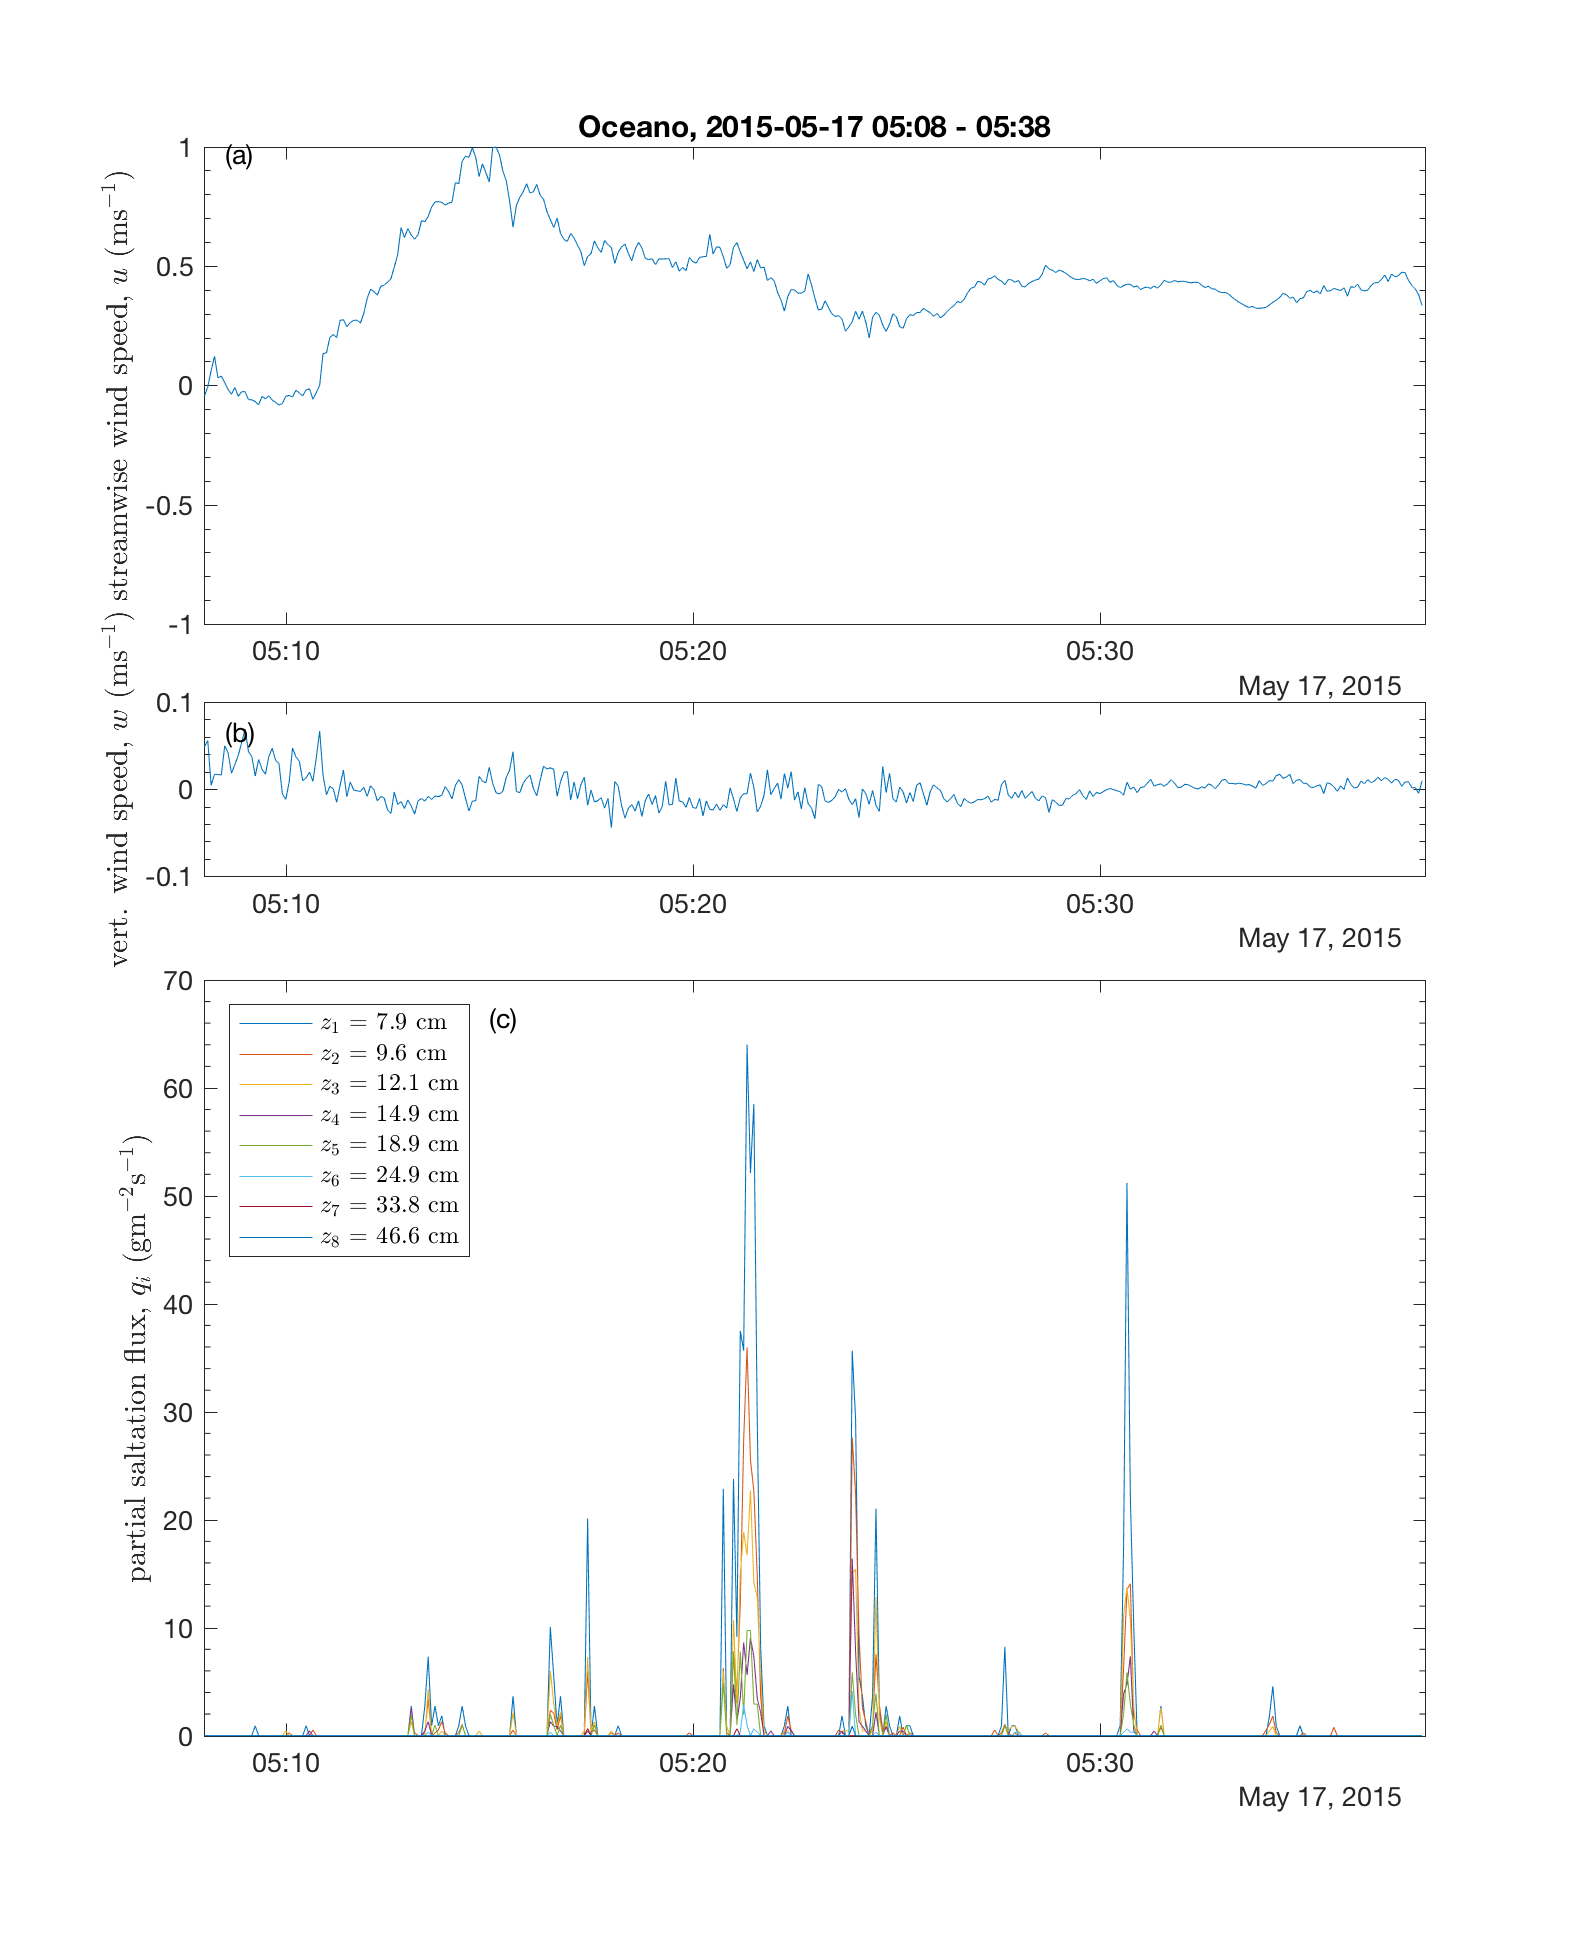 Oceano, 2015-05-17 05:08 - 05:38
(a)
streamwise wind speed, u (ms⁻¹)
1
0.5
0
-0.5
-1
05:10 05:20 05:30
May 17, 2015
(b)
vert. wind speed, w (ms⁻¹)
0.1
0
-0.1
05:10 05:20 05:30
May 17, 2015
(c)
partial saltation flux, qᵢ (gm⁻²s⁻¹)
70
60
50
40
30
20
10
0
z₁ = 7.9 cm
z₂ = 9.6 cm
z₃ = 12.1 cm
z₄ = 14.9 cm
z₅ = 18.9 cm
z₆ = 24.9 cm
z₇ = 33.8 cm
z₈ = 46.6 cm
05:10 05:20 05:30
May 17, 2015